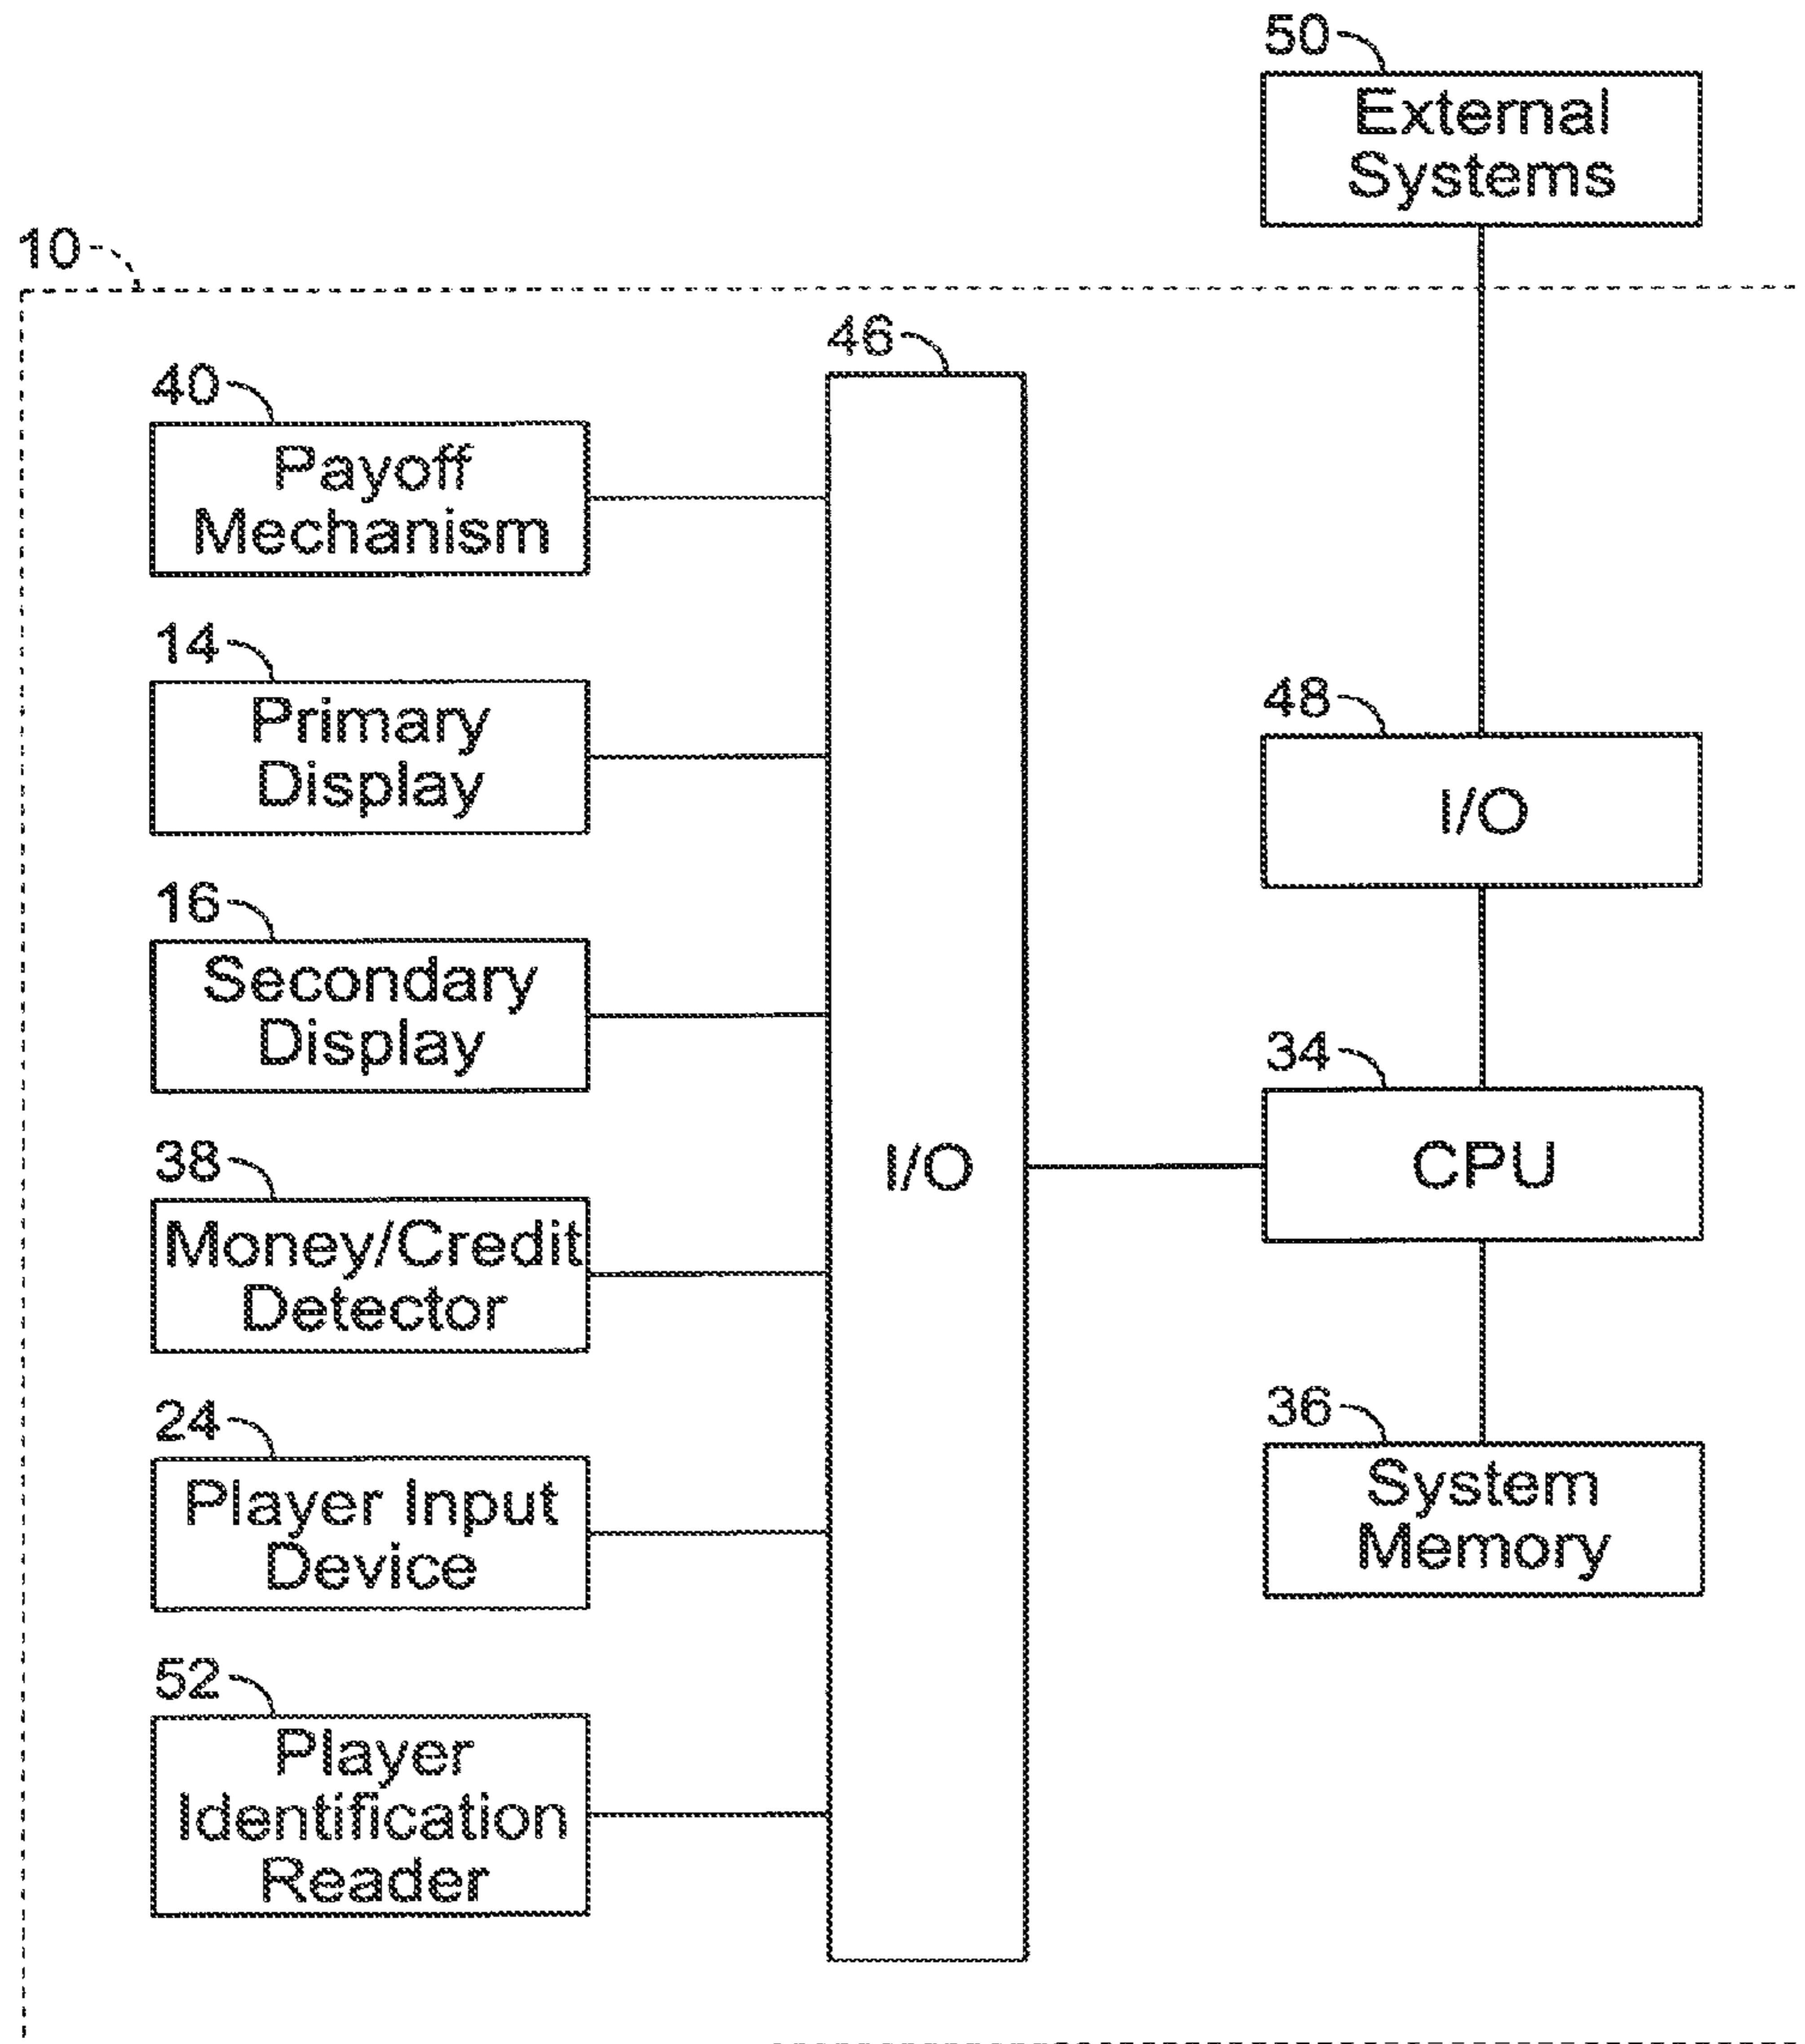 50
External
Systems
10
46
40
Payoff
Mechanism
14
Primary
Display
48
I/O
16
Secondary
Display
34
CPU
38
Money/Credit
Detector
I/O
24
Player Input
Device
36
System
Memory
52
Player
Identification
Reader